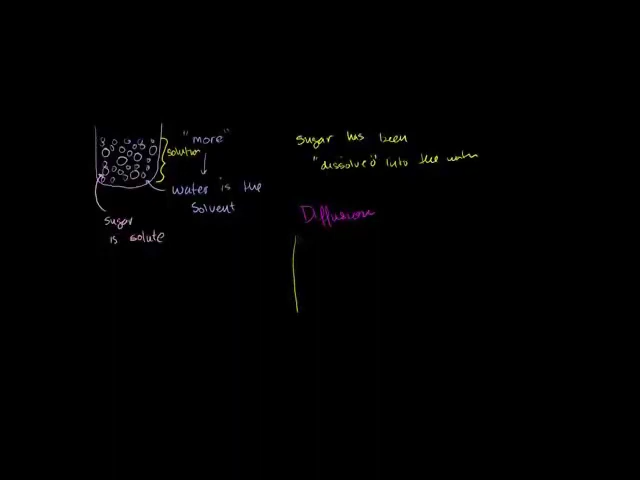 "more"
solution
water is the
solvent
sugar
is solute
sugar has been
"dissolved" into the water
Diffusion